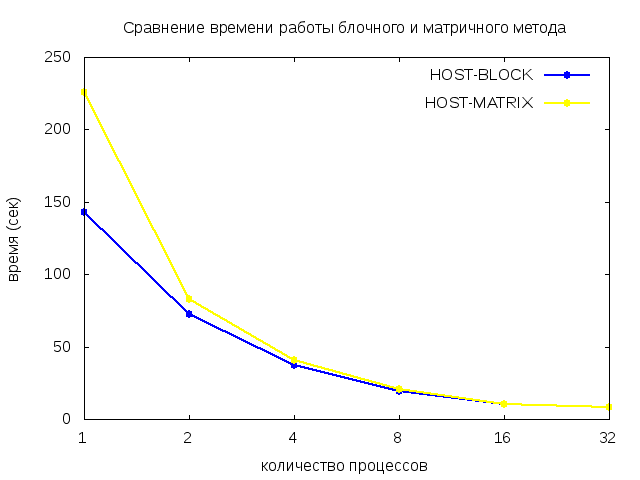 Сравнение времени работы блочного и матричного метода
250
200
150
100
50
0
время (сек)
HOST-BLOCK
HOST-MATRIX
1 2 4 8 16 32
количество процессов